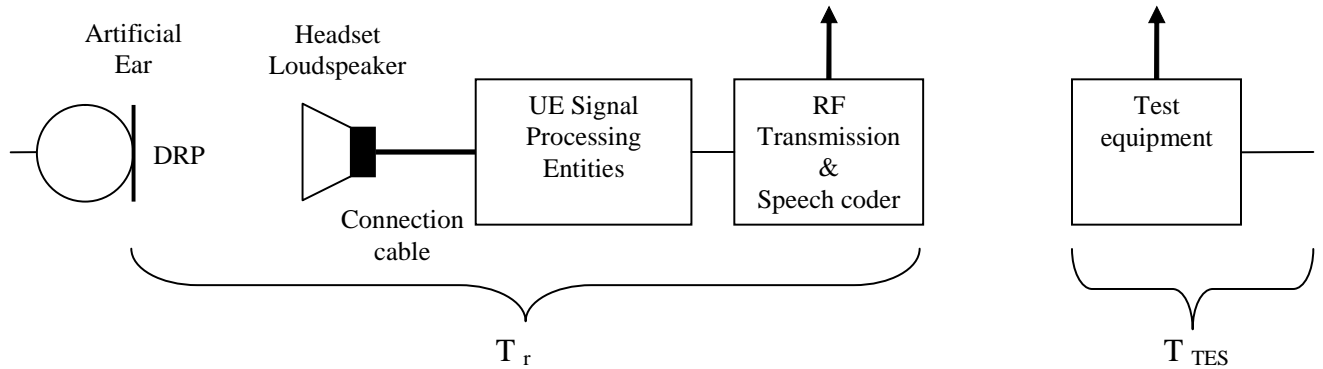 Artificial
Ear
DRP
Headset
Loudspeaker
Connection
cable
UE Signal
Processing
Entities
RF
Transmission
&
Speech coder
Test
equipment
T r
T TES